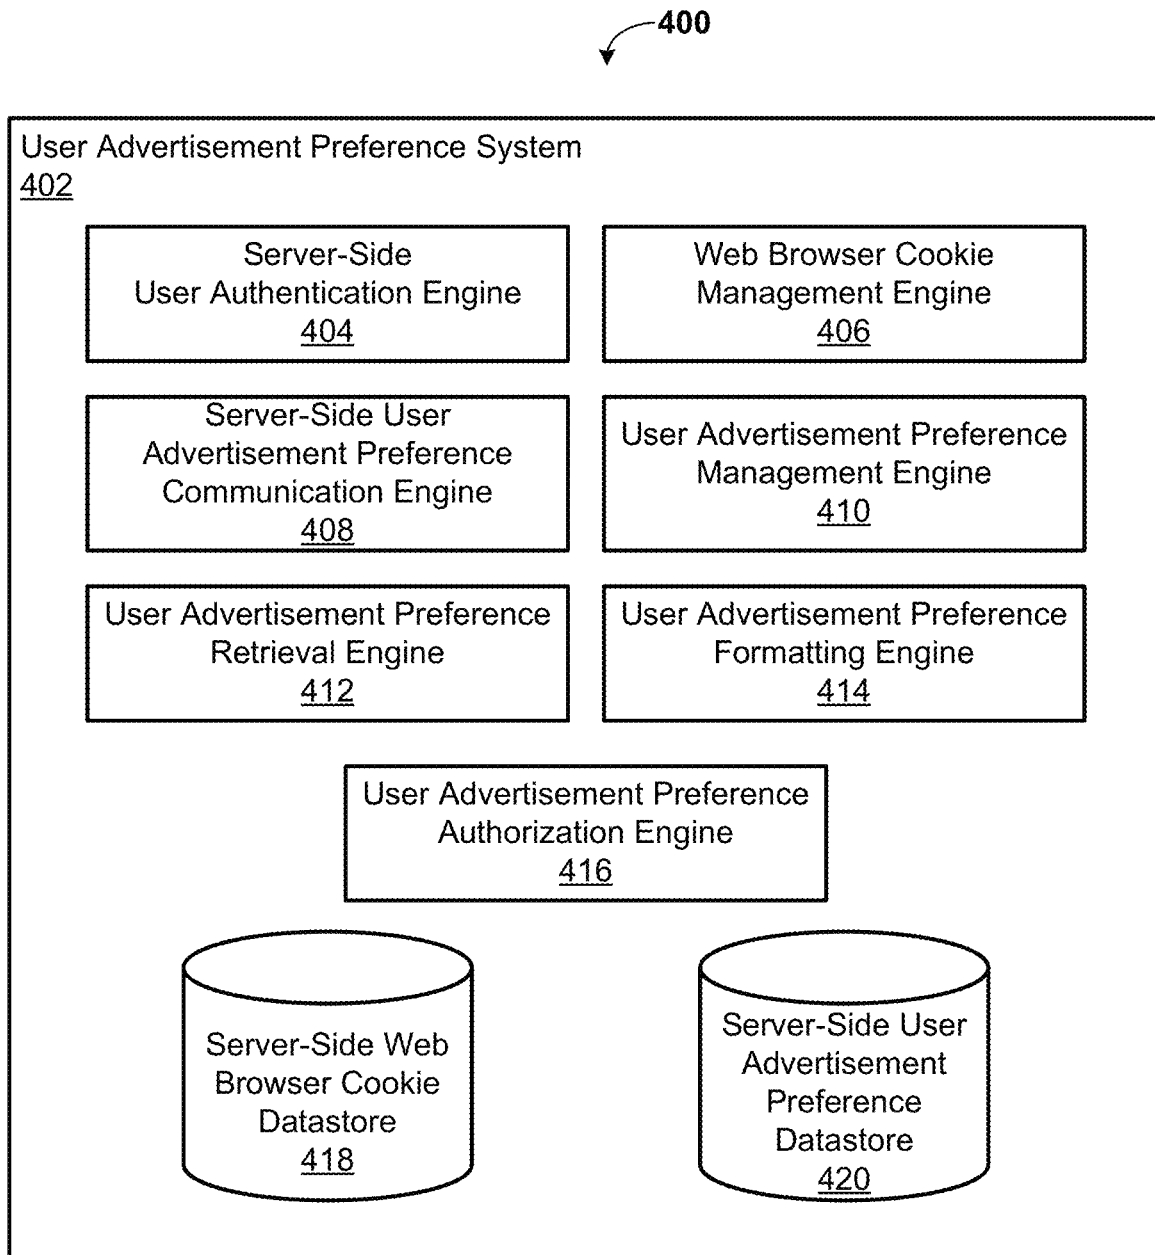 400
User Advertisement Preference System
402
Server-Side
User Authentication Engine
404
Web Browser Cookie
Management Engine
406
Server-Side User
Advertisement Preference
Communication Engine
408
User Advertisement Preference
Management Engine
410
User Advertisement Preference
Retrieval Engine
412
User Advertisement Preference
Formatting Engine
414
User Advertisement Preference
Authorization Engine
416
Server-Side Web
Browser Cookie
Datastore
418
Server-Side User
Advertisement
Preference
Datastore
420